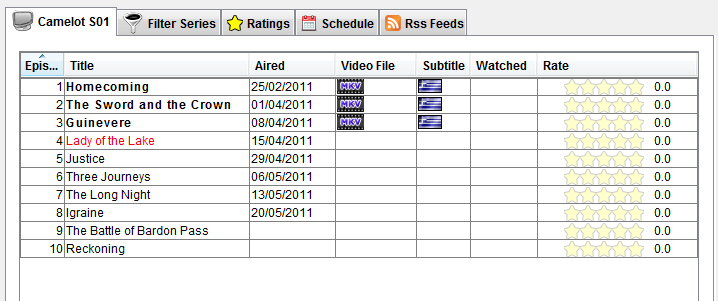 Camelot S01 Filter Series Ratings Schedule Rss Feeds
Epis... Title Aired Video File Subtitle Watched Rate
1 Homecoming 25/02/2011 MKV 0.0
2 The Sword and the Crown 01/04/2011 MKV 0.0
3 Guinevere 08/04/2011 MKV 0.0
4 Lady of the Lake 15/04/2011 0.0
5 Justice 29/04/2011 0.0
6 Three Journeys 06/05/2011 0.0
7 The Long Night 13/05/2011 0.0
8 Igraine 20/05/2011 0.0
9 The Battle of Bardon Pass 0.0
10 Reckoning 0.0